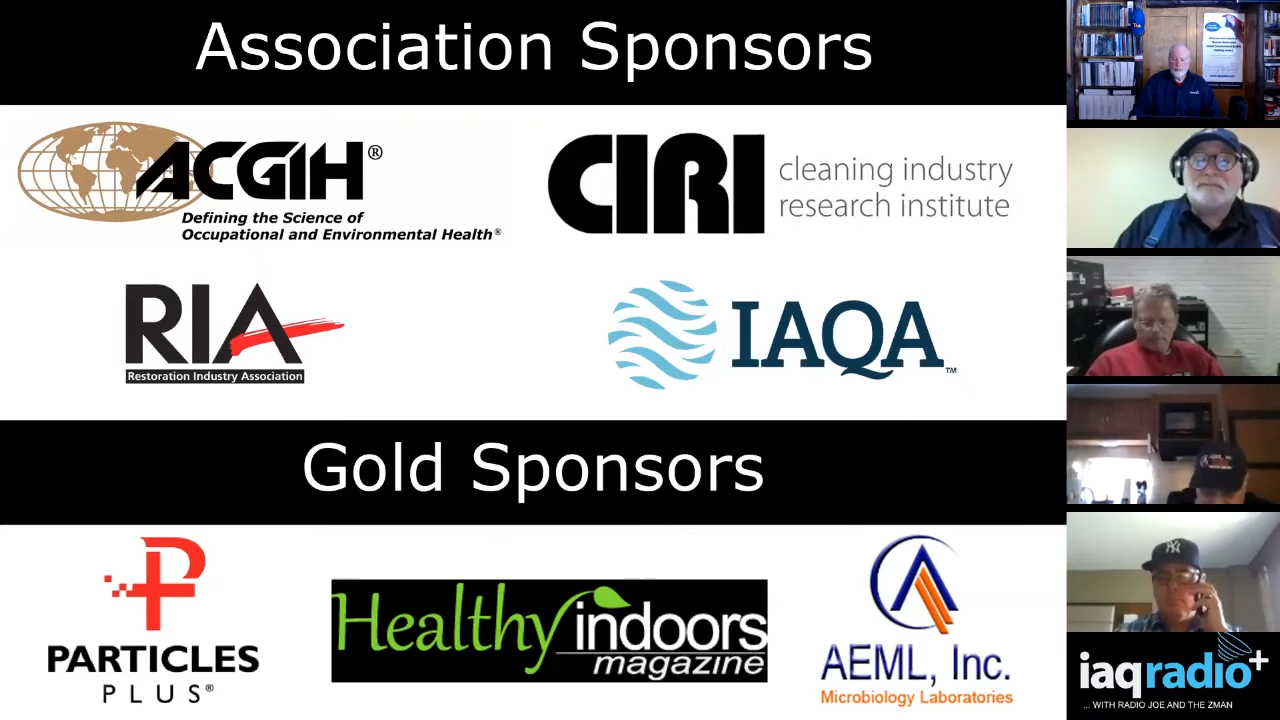 Association Sponsors
ACGIH®
Defining the Science of
Occupational and Environmental Health®
CIRI
cleaning industry
research institute
RIA
Restoration Industry Association
IAQA™
Gold Sponsors
PARTICLES
PLUS®
Healthy indoors
magazine
AEML, Inc.
Microbiology Laboratories
iaqradio+
... WITH RADIO JOE AND THE ZMAN